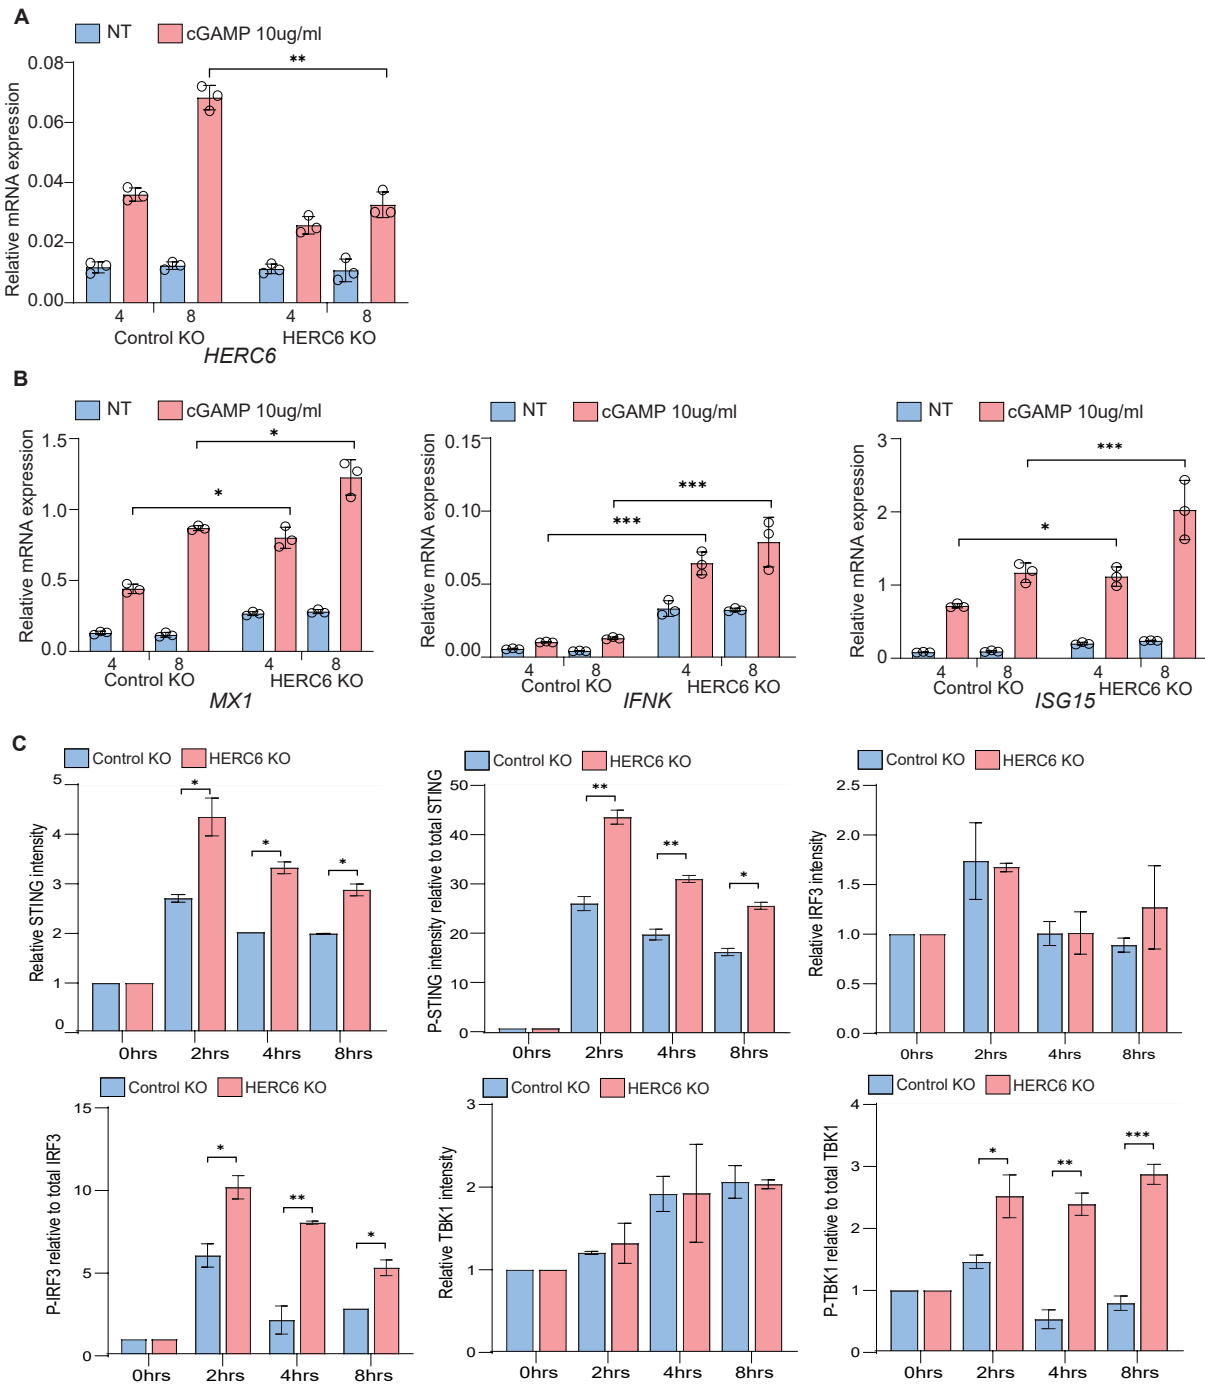 A
NT cGAMP 10ug/ml
**
0.08
0.06
0.04
0.02
0.00
Relative mRNA expression
4 8 4 8
Control KO HERC6 KO
HERC6
B
NT cGAMP 10ug/ml
* *
1.5
1.0
0.5
0.0
Relative mRNA expression
4 8 4 8
Control KO HERC6 KO
MX1
NT cGAMP 10ug/ml
*** ***
0.15
0.10
0.05
0.00
Relative mRNA expression
4 8 4 8
Control KO HERC6 KO
IFNK
NT cGAMP 10ug/ml
*** *
3
2
1
0
Relative mRNA expression
4 8 4 8
Control KO HERC6 KO
ISG15
C
Control KO HERC6 KO
* * *
5
4
3
2
1
0
Relative STING intensity
0hrs 2hrs 4hrs 8hrs
Control KO HERC6 KO
** ** *
50
40
30
20
10
0
P-STING intensity relative to total STING
0hrs 2hrs 4hrs 8hrs
Control KO HERC6 KO
2.5
2.0
1.5
1.0
0.5
0.0
Relative IRF3 intensity
0hrs 2hrs 4hrs 8hrs
Control KO HERC6 KO
* ** *
15
10
5
0
P-IRF3 relative to total IRF3
0hrs 2hrs 4hrs 8hrs
Control KO HERC6 KO
3
2
1
0
Relative TBK1 intensity
0hrs 2hrs 4hrs 8hrs
Control KO HERC6 KO
* ** ***
4
3
2
1
0
P-TBK1 relative to total TBK1
0hrs 2hrs 4hrs 8hrs